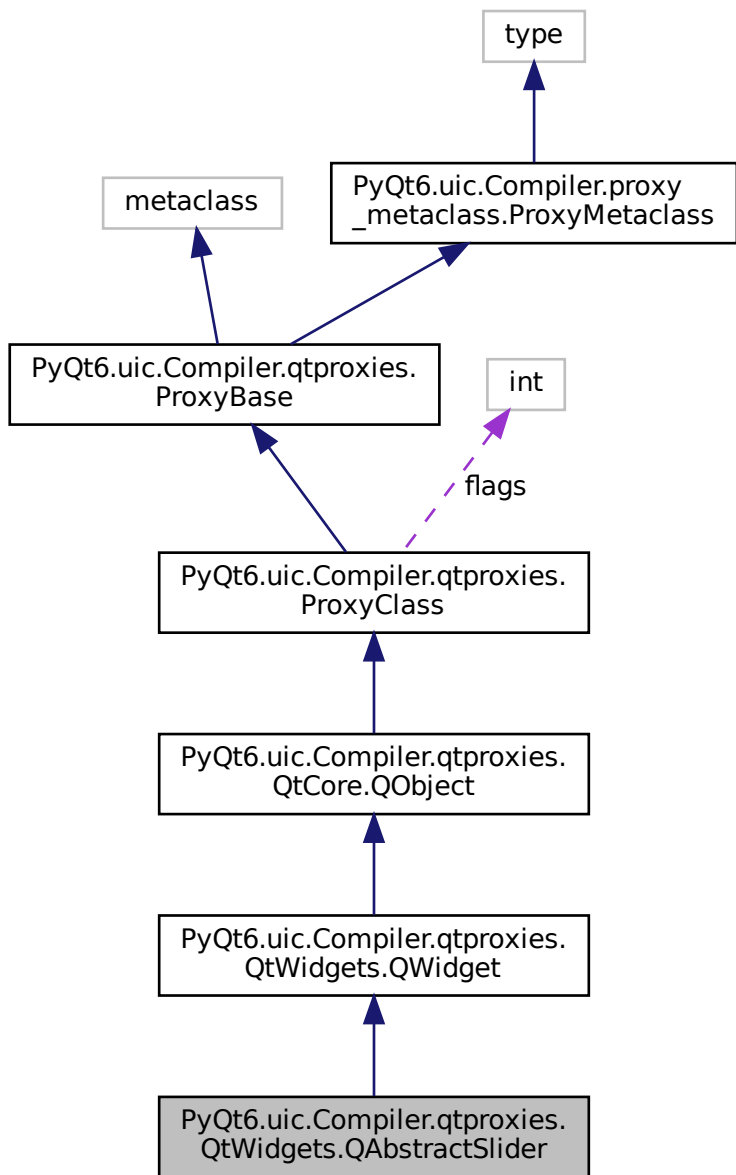 type
PyQt6.uic.Compiler.proxy
_metaclass.ProxyMetaclass
metaclass
PyQt6.uic.Compiler.qtproxies.
ProxyBase
int
flags
PyQt6.uic.Compiler.qtproxies.
ProxyClass
PyQt6.uic.Compiler.qtproxies.
QtCore.QObject
PyQt6.uic.Compiler.qtproxies.
QtWidgets.QWidget
PyQt6.uic.Compiler.qtproxies.
QtWidgets.QAbstractSlider